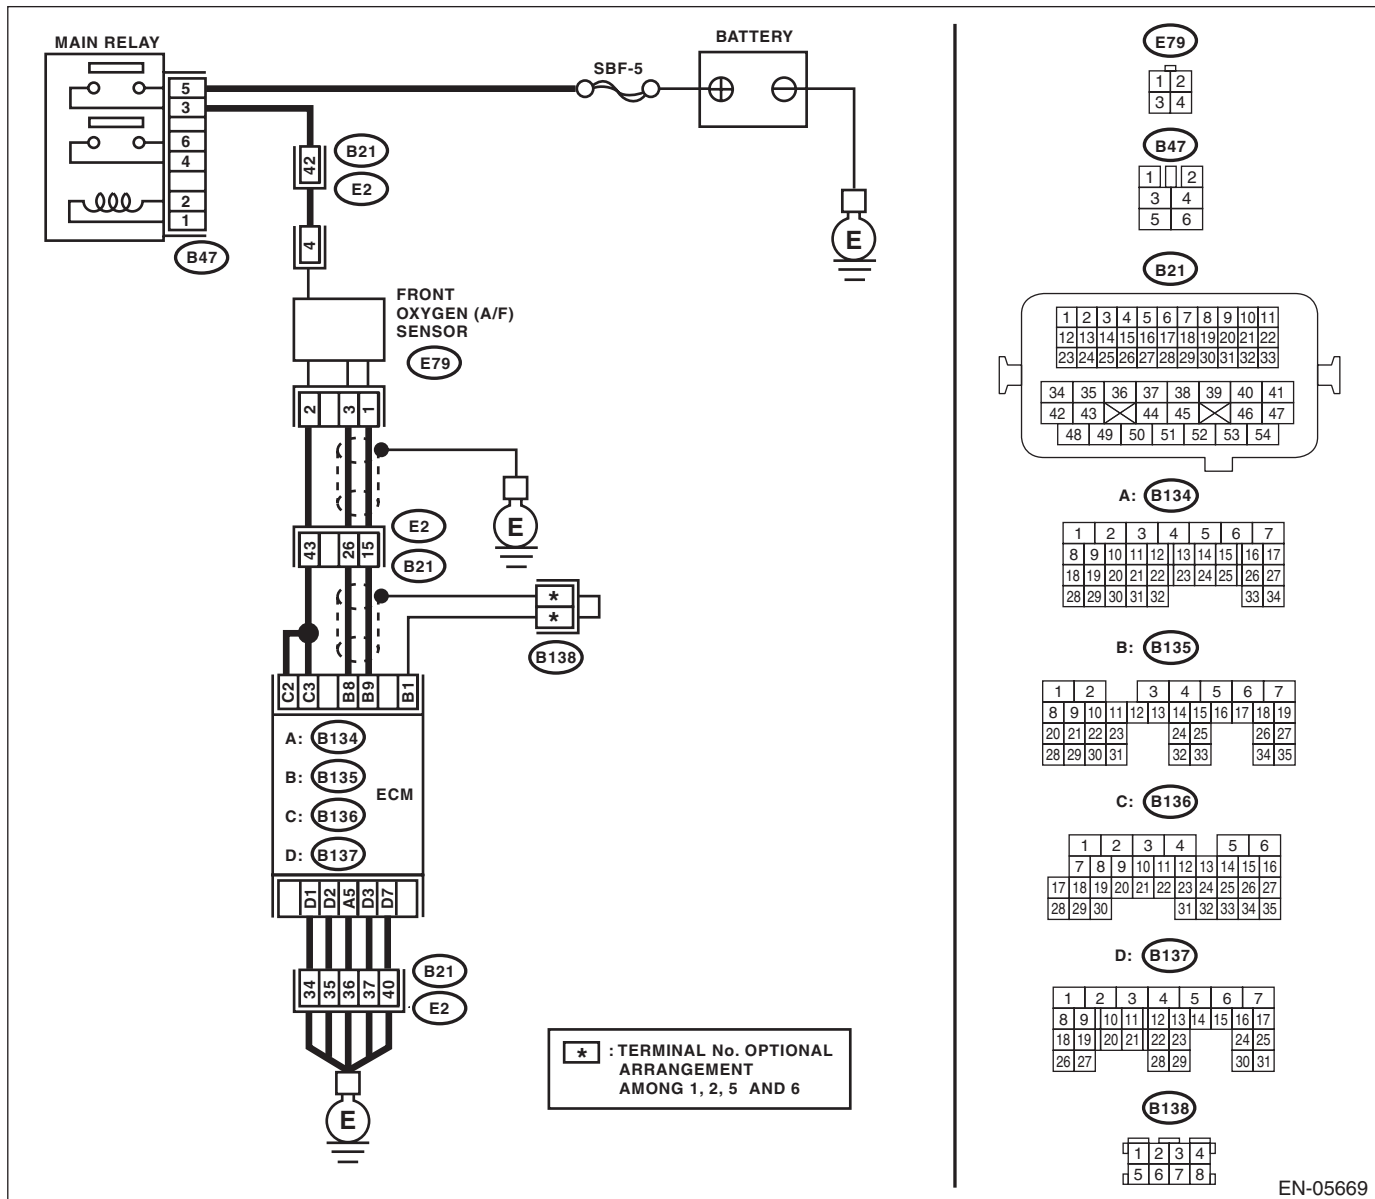 MAIN RELAY
5
3
6
4
2
1
B47
SBF-5
BATTERY
E
42
B21
E2
4
FRONT
OXYGEN (A/F)
SENSOR
E79
2 3 1
E
43 26 15
E2
B21
*
*
B138
C2 C3 B8 B9 B1
A: B134
B: B135
C: B136
D: B137
ECM
D1 D2 A5 D3 D7
34 35 36 37 40
B21
E2
E
* : TERMINAL No. OPTIONAL
ARRANGEMENT
AMONG 1, 2, 5 AND 6
E79
1 2
3 4
B47
1 2
3 4
5 6
B21
1 2 3 4 5 6 7 8 9 10 11
12 13 14 15 16 17 18 19 20 21 22
23 24 25 26 27 28 29 30 31 32 33
34 35 36 37 38 39 40 41
42 43 44 45 46 47
48 49 50 51 52 53 54
A: B134
1 2 3 4 5 6 7
8 9 10 11 12 13 14 15 16 17
18 19 20 21 22 23 24 25 26 27
28 29 30 31 32 33 34
B: B135
1 2 3 4 5 6 7
8 9 10 11 12 13 14 15 16 17 18 19
20 21 22 23 24 25 26 27
28 29 30 31 32 33 34 35
C: B136
1 2 3 4 5 6
7 8 9 10 11 12 13 14 15 16
17 18 19 20 21 22 23 24 25 26 27
28 29 30 31 32 33 34 35
D: B137
1 2 3 4 5 6 7
8 9 10 11 12 13 14 15 16 17
18 19 20 21 22 23 24 25
26 27 28 29 30 31
B138
1 2 3 4
5 6 7 8
EN-05669